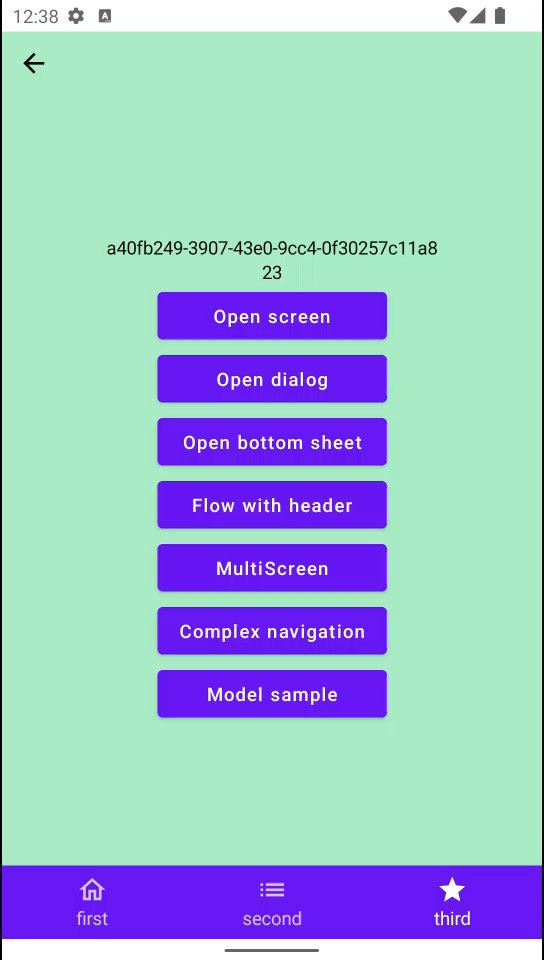 12:38
a40fb249-3907-43e0-9cc4-0f30257c11a8
23
Open screen
Open dialog
Open bottom sheet
Flow with header
MultiScreen
Complex navigation
Model sample
first
second
third